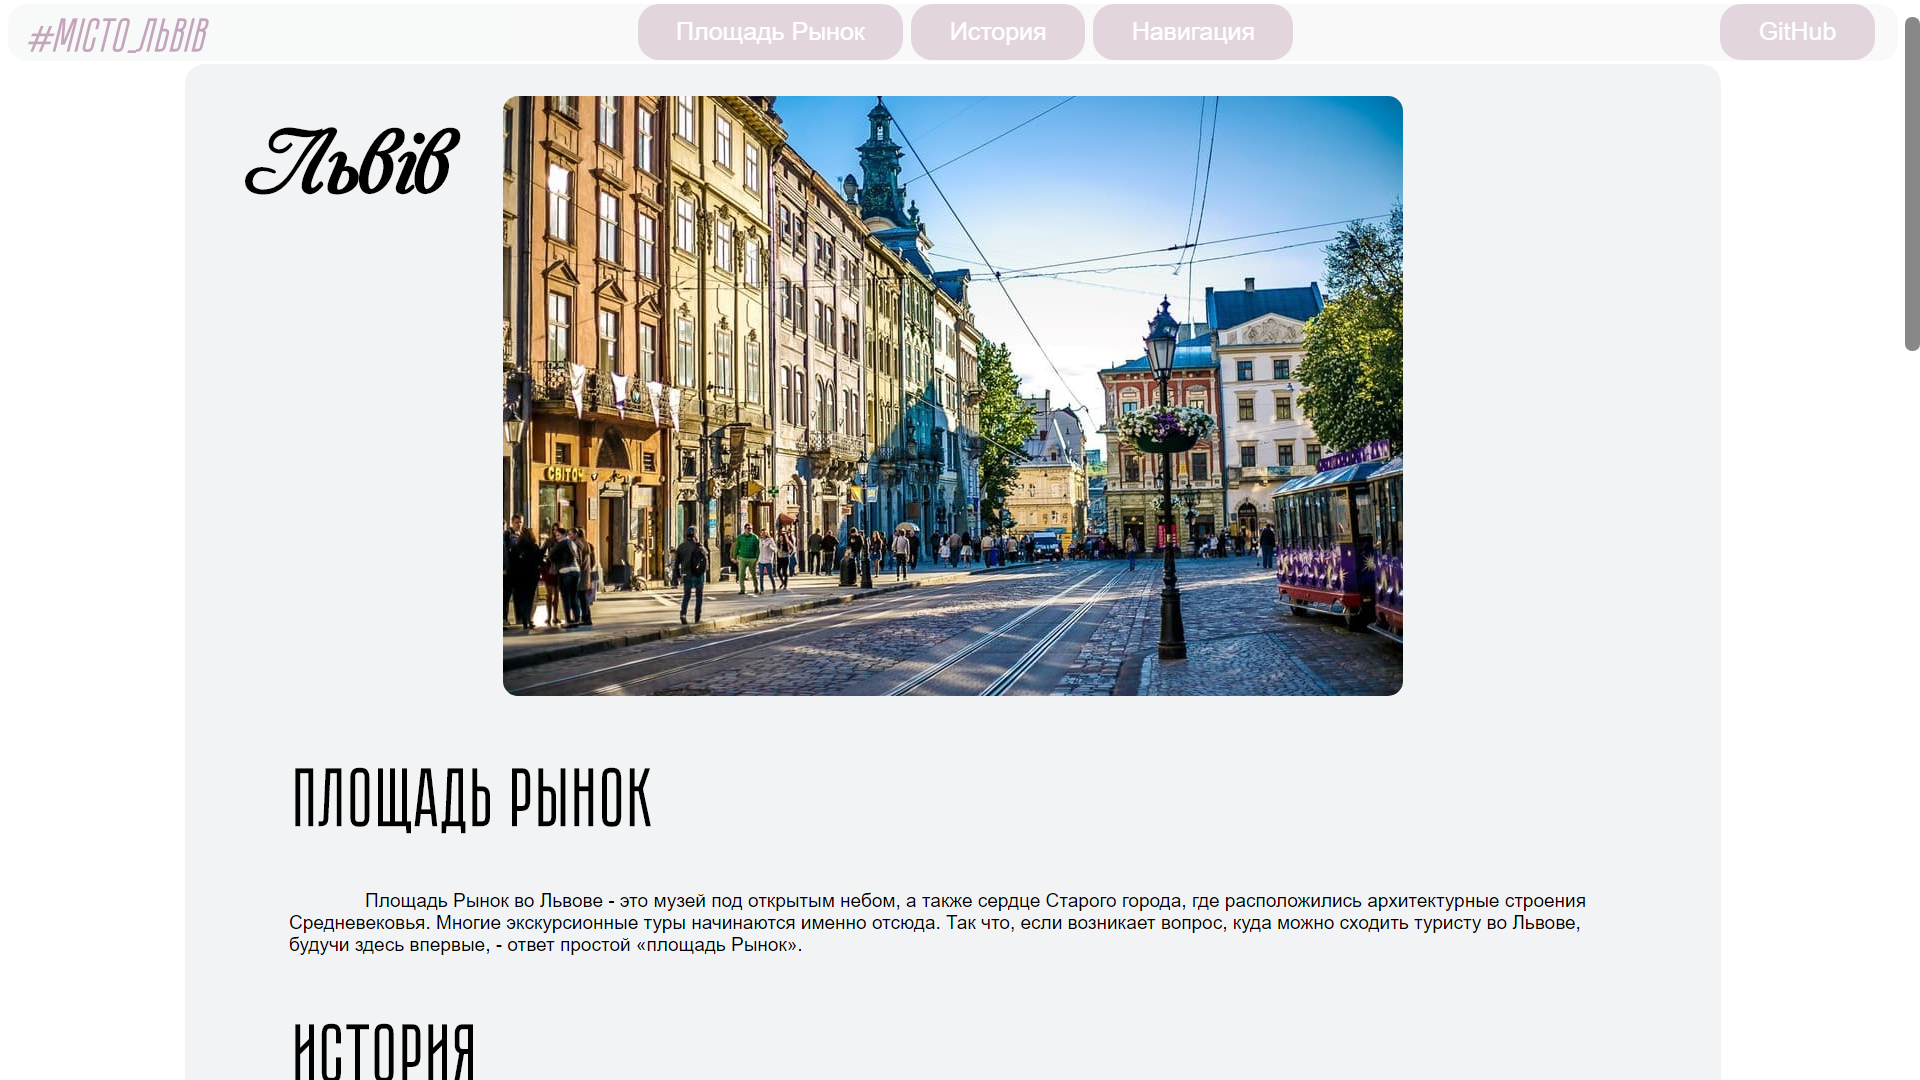 #МІСТО_ЛЬВІВ
Площадь Рынок
История
Навигация
GitHub
Львів
СВІТОЧ
ПЛОЩАДЬ РЫНОК
Площадь Рынок во Львове - это музей под открытым небом, а также сердце Старого города, где расположились архитектурные строения
Средневековья. Многие экскурсионные туры начинаются именно отсюда. Так что, если возникает вопрос, куда можно сходить туристу во Львове,
будучи здесь впервые, - ответ простой «площадь Рынок».
ИСТОРИЯ